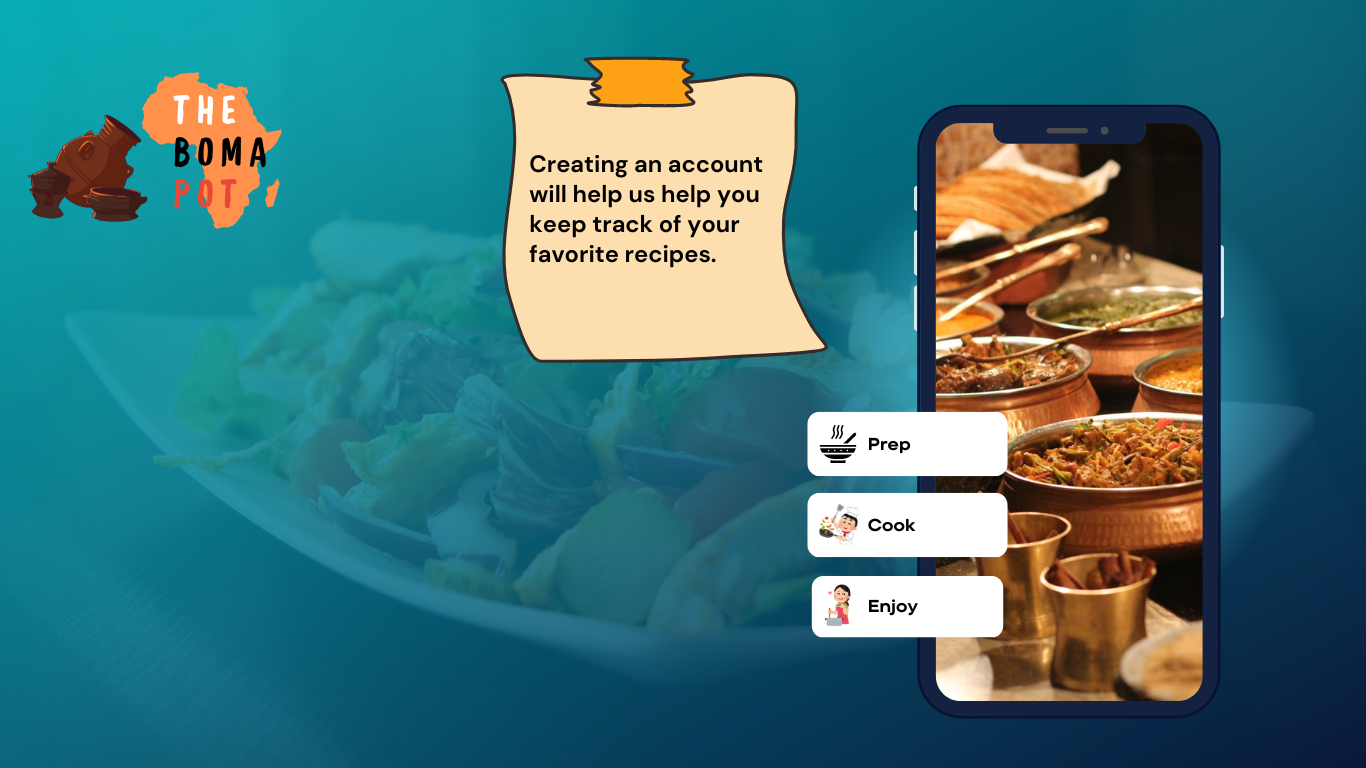 THE
BOMA
POT
Creating an account
will help us help you
keep track of your
favorite recipes.
Prep
Cook
Enjoy